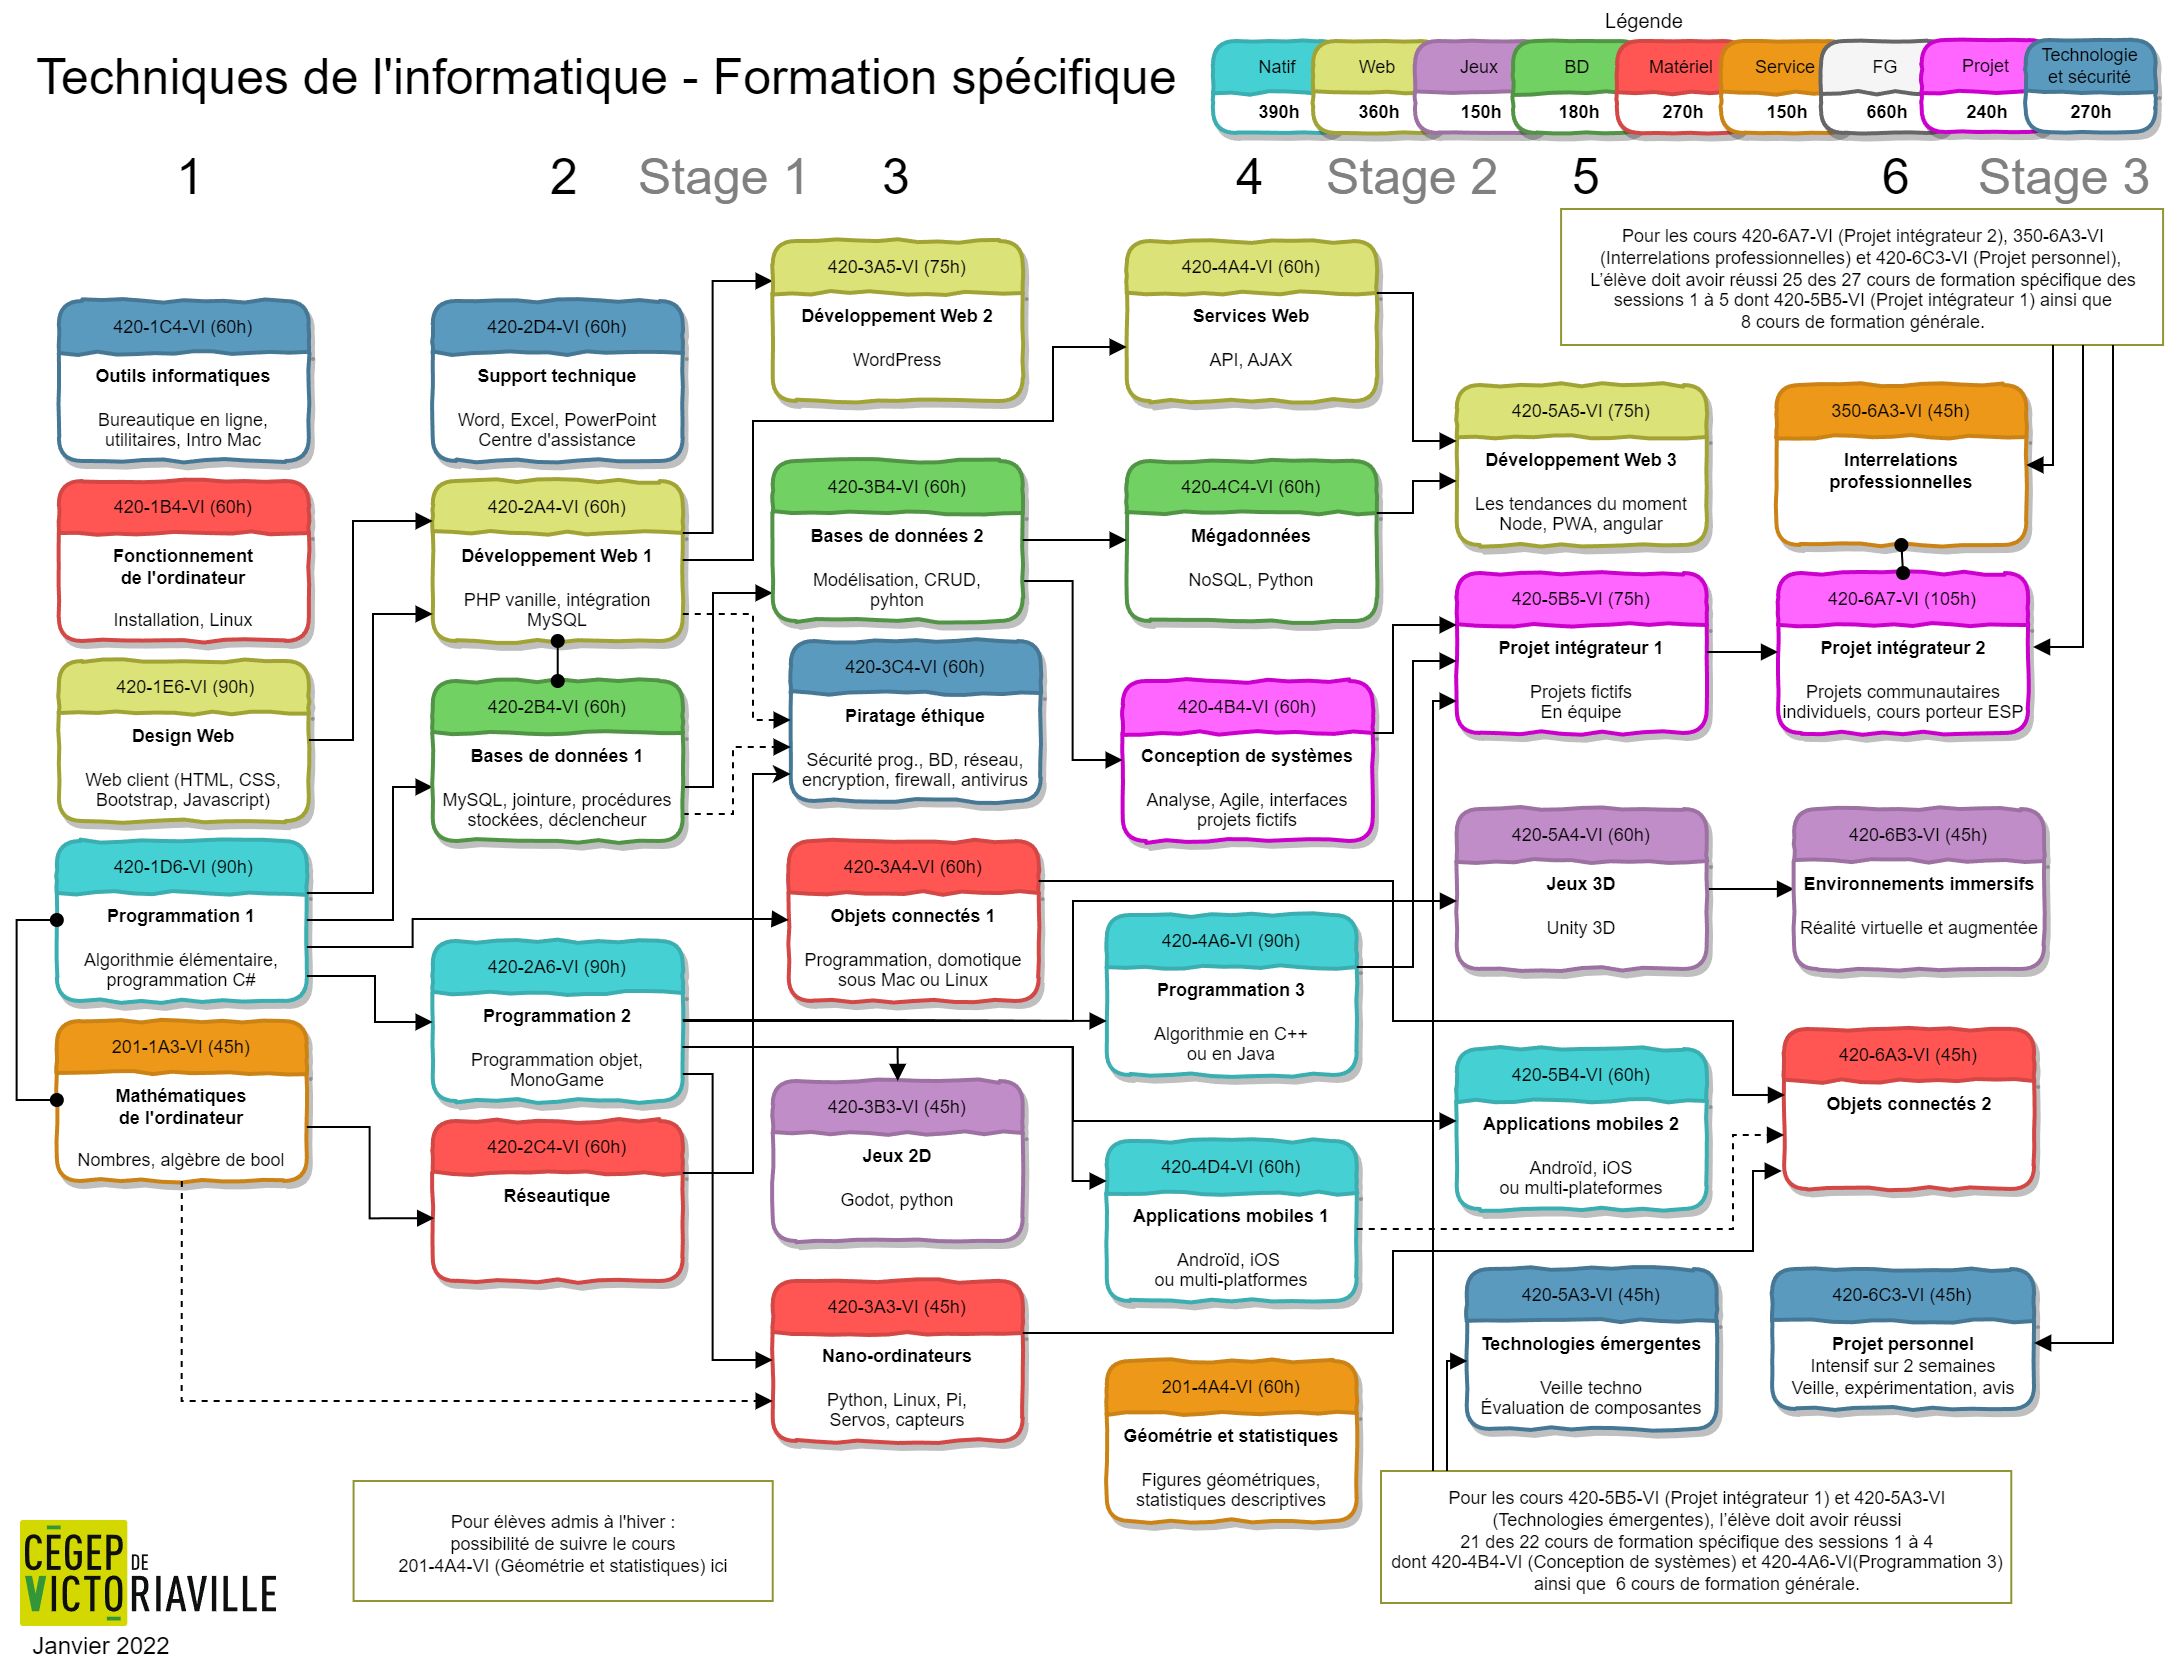 Légende
Techniques de l'informatique - Formation spécifique
Natif
Web
Jeux
BD
Matériel
Service
FG
Projet
Technologie
et sécurité
390h
360h
150h
180h
270h
150h
660h
240h
270h
1
2
Stage 1
3
4
Stage 2
5
6
Stage 3
Pour les cours 420-6A7-VI (Projet intégrateur 2), 350-6A3-VI
(Interrelations professionnelles) et 420-6C3-VI (Projet personnel),
L'élève doit avoir réussi 25 des 27 cours de formation spécifique des
sessions 1 à 5 dont 420-5B5-VI (Projet intégrateur 1) ainsi que
8 cours de formation générale.
420-1C4-VI (60h)
Outils informatiques
Bureautique en ligne,
utilitaires, Intro Mac
420-1B4-VI (60h)
Fonctionnement
de l'ordinateur
Installation, Linux
420-1E6-VI (90h)
Design Web
Web client (HTML, CSS,
Bootstrap, Javascript)
420-1D6-VI (90h)
Programmation 1
Algorithmie élémentaire,
programmation C#
201-1A3-VI (45h)
Mathématiques
de l'ordinateur
Nombres, algèbre de bool
420-2D4-VI (60h)
Support technique
Word, Excel, PowerPoint
Centre d'assistance
420-2A4-VI (60h)
Développement Web 1
PHP vanille, intégration
MySQL
420-2B4-VI (60h)
Bases de données 1
MySQL, jointure, procédures
stockées, déclencheur
420-2A6-VI (90h)
Programmation 2
Programmation objet,
MonoGame
420-2C4-VI (60h)
Réseautique
420-3A5-VI (75h)
Développement Web 2
WordPress
420-3B4-VI (60h)
Bases de données 2
Modélisation, CRUD,
pyhton
420-3C4-VI (60h)
Piratage éthique
Sécurité prog., BD, réseau,
encryption, firewall, antivirus
420-3A4-VI (60h)
Objets connectés 1
Programmation, domotique
sous Mac ou Linux
420-3B3-VI (45h)
Jeux 2D
Godot, python
420-3A3-VI (45h)
Nano-ordinateurs
Python, Linux, Pi,
Servos, capteurs
420-4A4-VI (60h)
Services Web
API, AJAX
420-4C4-VI (60h)
Mégadonnées
NoSQL, Python
420-4B4-VI (60h)
Conception de systèmes
Analyse, Agile, interfaces
projets fictifs
420-4A6-VI (90h)
Programmation 3
Algorithmie en C++
ou en Java
420-4D4-VI (60h)
Applications mobiles 1
Androïd, iOS
ou multi-platformes
201-4A4-VI (60h)
Géométrie et statistiques
Figures géométriques,
statistiques descriptives
420-5A5-VI (75h)
Développement Web 3
Les tendances du moment
Node, PWA, angular
420-5B5-VI (75h)
Projet intégrateur 1
Projets fictifs
En équipe
420-5A4-VI (60h)
Jeux 3D
Unity 3D
420-5B4-VI (60h)
Applications mobiles 2
Androïd, iOS
ou multi-plateformes
420-5A3-VI (45h)
Technologies émergentes
Veille techno
Évaluation de composantes
350-6A3-VI (45h)
Interrelations
professionnelles
420-6A7-VI (105h)
Projet intégrateur 2
Projets communautaires
individuels, cours porteur ESP
420-6B3-VI (45h)
Environnements immersifs
Réalité virtuelle et augmentée
420-6A3-VI (45h)
Objets connectés 2
420-6C3-VI (45h)
Projet personnel
Intensif sur 2 semaines
Veille, expérimentation, avis
Pour élèves admis à l'hiver :
possibilité de suivre le cours
201-4A4-VI (Géométrie et statistiques) ici
Pour les cours 420-5B5-VI (Projet intégrateur 1) et 420-5A3-VI
(Technologies émergentes), l'élève doit avoir réussi
21 des 22 cours de formation spécifique des sessions 1 à 4
dont 420-4B4-VI (Conception de systèmes) et 420-4A6-VI(Programmation 3)
ainsi que 6 cours de formation générale.
CÉGEP DE
VICTORIAVILLE
Janvier 2022